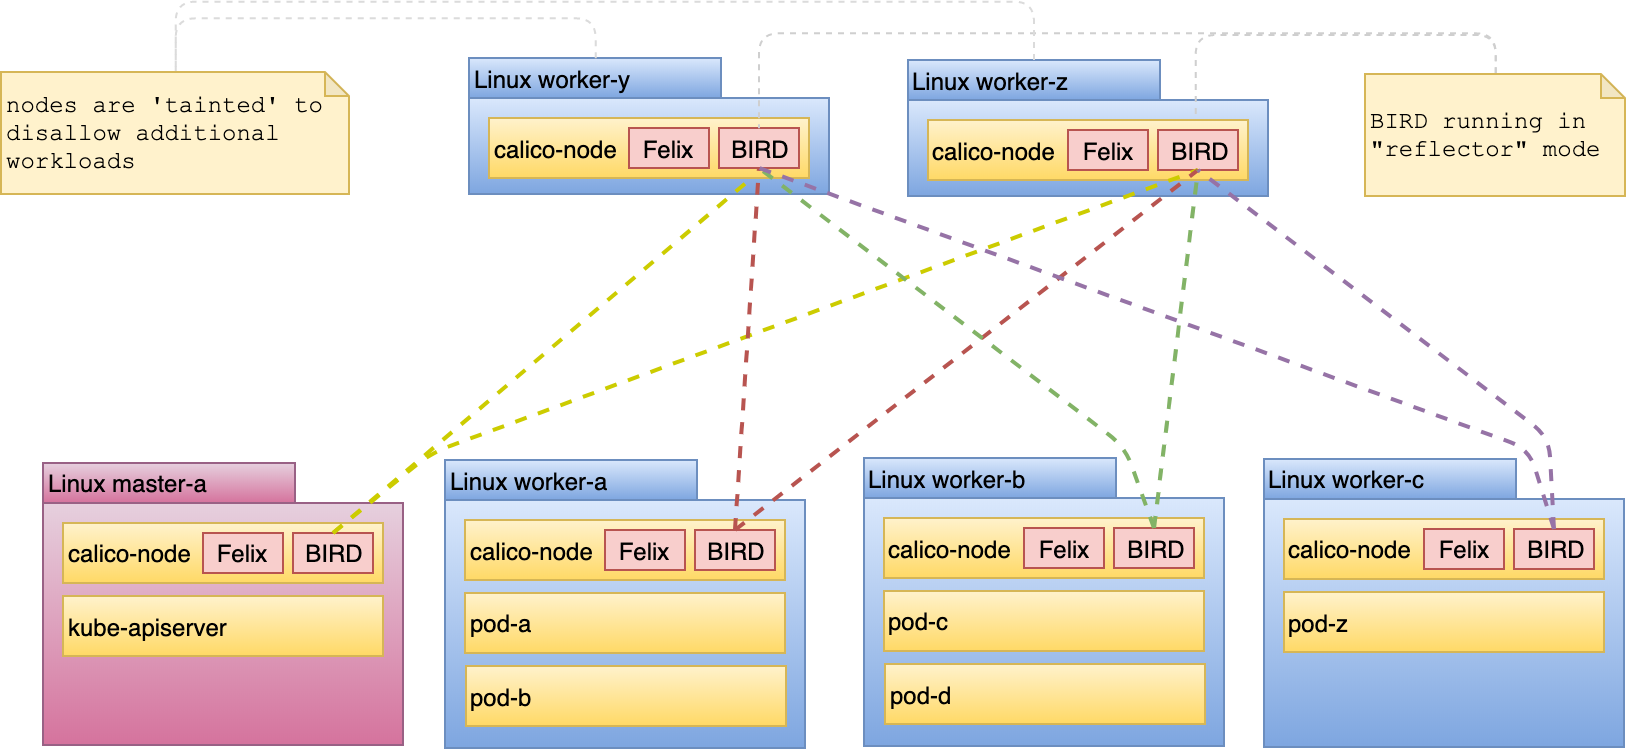 nodes are 'tainted' to
disallow additional
workloads
Linux worker-y
calico-node
Felix
BIRD
Linux worker-z
calico-node
Felix
BIRD
BIRD running in
"reflector" mode
Linux master-a
calico-node
Felix
BIRD
kube-apiserver
Linux worker-a
calico-node
Felix
BIRD
pod-a
pod-b
Linux worker-b
calico-node
Felix
BIRD
pod-c
pod-d
Linux worker-c
calico-node
Felix
BIRD
pod-z